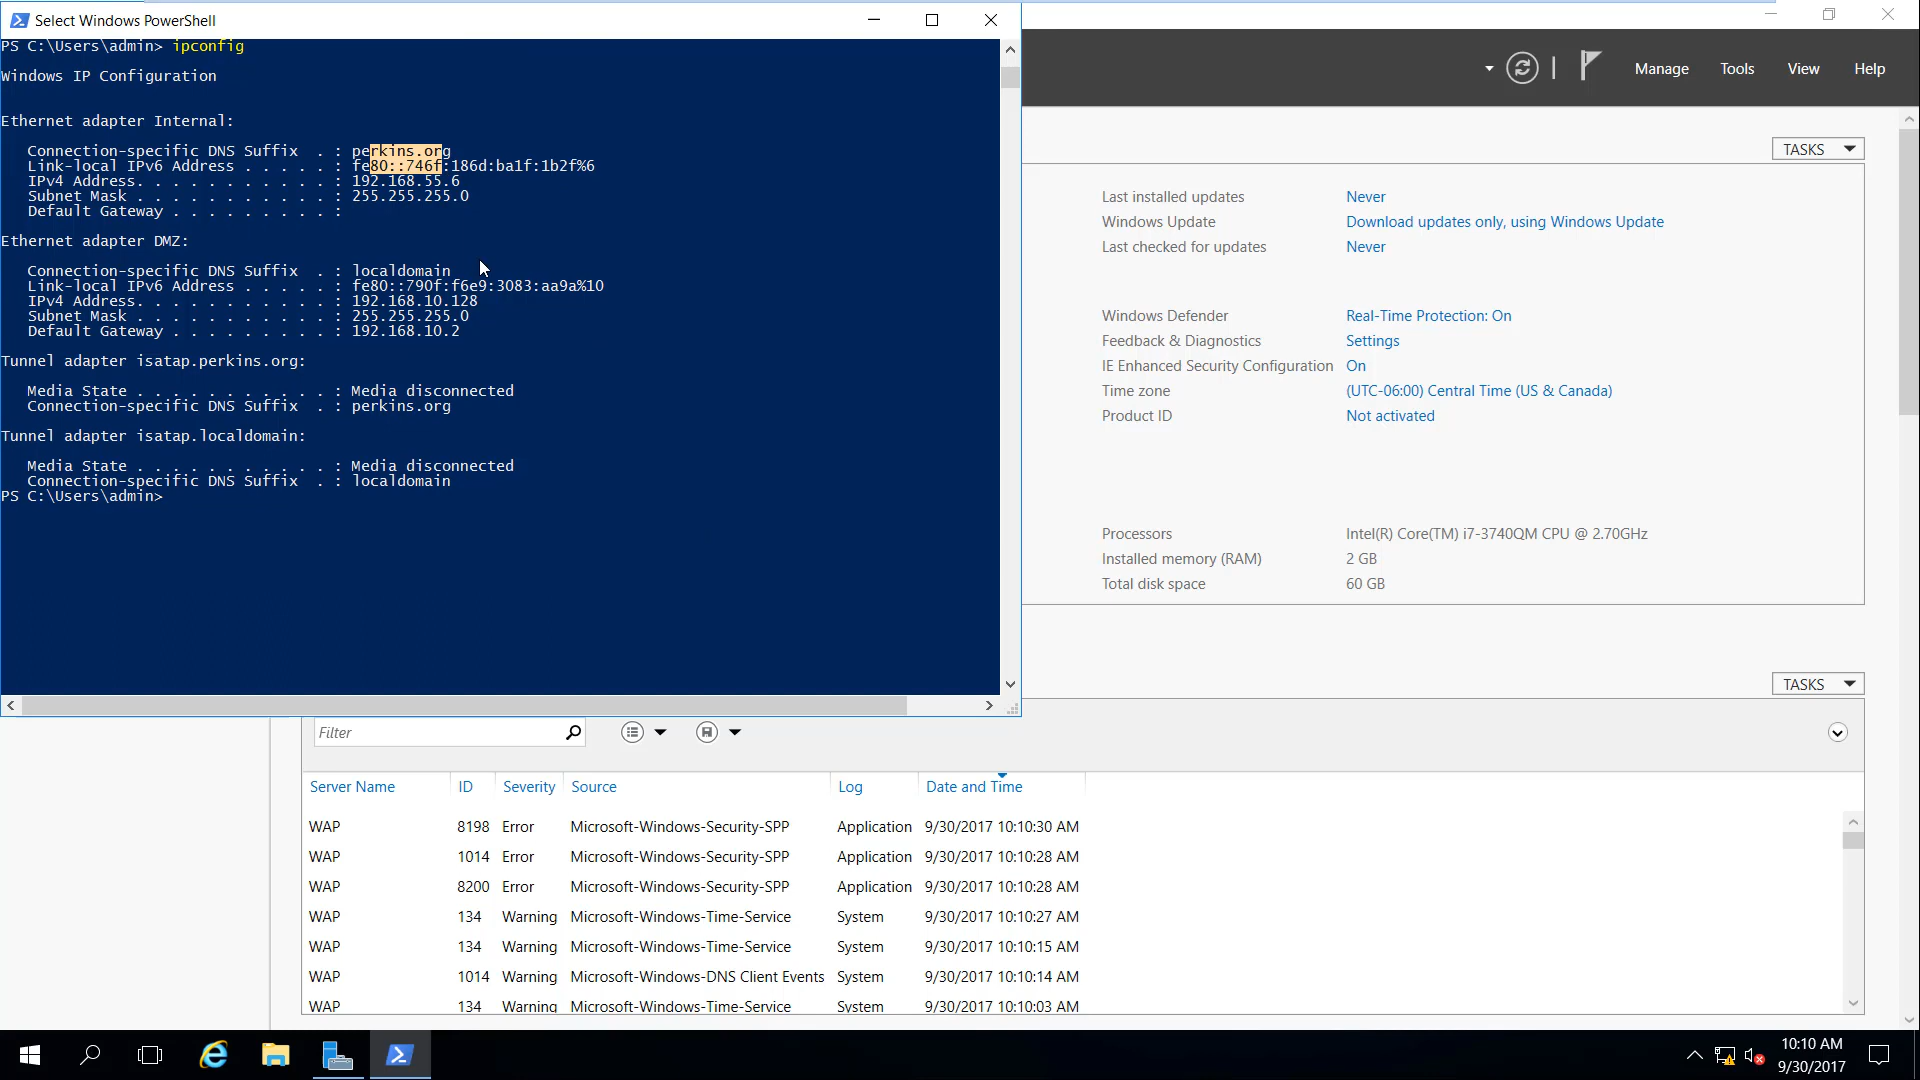 Select Windows PowerShell
PS C:\Users\admin> ipconfig
Windows IP Configuration
Ethernet adapter Internal:
Connection-specific DNS Suffix  . : perkins.org
Link-local IPv6 Address . . . . . : fe80::746f:186d:ba1f:1b2f%6
IPv4 Address. . . . . . . . . . . : 192.168.55.6
Subnet Mask . . . . . . . . . . . : 255.255.255.0
Default Gateway . . . . . . . . . :
Ethernet adapter DMZ:
Connection-specific DNS Suffix  . : localdomain
Link-local IPv6 Address . . . . . : fe80::790f:f6e9:3083:aa9a%10
IPv4 Address. . . . . . . . . . . : 192.168.10.128
Subnet Mask . . . . . . . . . . . : 255.255.255.0
Default Gateway . . . . . . . . . : 192.168.10.2
Tunnel adapter isatap.perkins.org:
Media State . . . . . . . . . . . : Media disconnected
Connection-specific DNS Suffix  . : perkins.org
Tunnel adapter isatap.localdomain:
Media State . . . . . . . . . . . : Media disconnected
Connection-specific DNS Suffix  . : localdomain
PS C:\Users\admin>
Manage Tools View Help
TASKS
Last installed updates Never
Windows Update Download updates only, using Windows Update
Last checked for updates Never
Windows Defender Real-Time Protection: On
Feedback & Diagnostics Settings
IE Enhanced Security Configuration On
Time zone (UTC-06:00) Central Time (US & Canada)
Product ID Not activated
Processors Intel(R) Core(TM) i7-3740QM CPU @ 2.70GHz
Installed memory (RAM) 2 GB
Total disk space 60 GB
TASKS
Filter
Server Name ID Severity Source Log Date and Time
WAP 8198 Error Microsoft-Windows-Security-SPP Application 9/30/2017 10:10:30 AM
WAP 1014 Error Microsoft-Windows-Security-SPP Application 9/30/2017 10:10:28 AM
WAP 8200 Error Microsoft-Windows-Security-SPP Application 9/30/2017 10:10:28 AM
WAP 134 Warning Microsoft-Windows-Time-Service System 9/30/2017 10:10:27 AM
WAP 134 Warning Microsoft-Windows-Time-Service System 9/30/2017 10:10:15 AM
WAP 1014 Warning Microsoft-Windows-DNS Client Events System 9/30/2017 10:10:14 AM
WAP 134 Warning Microsoft-Windows-Time-Service System 9/30/2017 10:10:03 AM
10:10 AM
9/30/2017